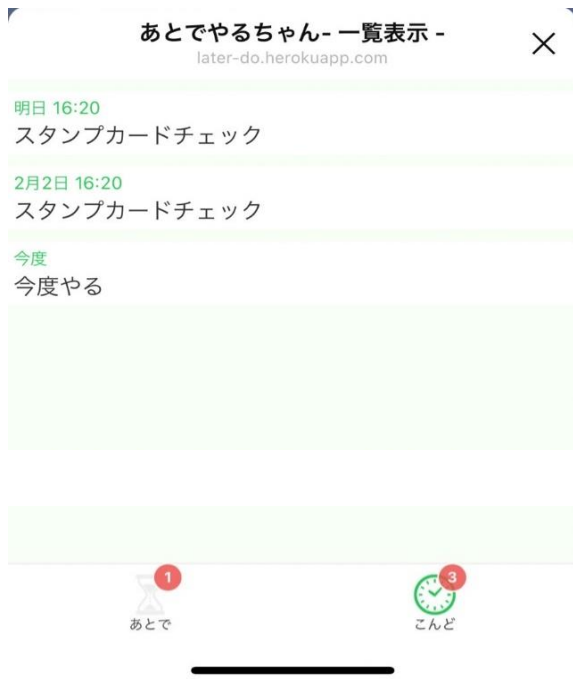 あとでやるちゃん- 一覧表示 -
later-do.herokuapp.com
明日 16:20
スタンプカードチェック
2月2日 16:20
スタンプカードチェック
今度
今度やる
1
3
あとで
こんど